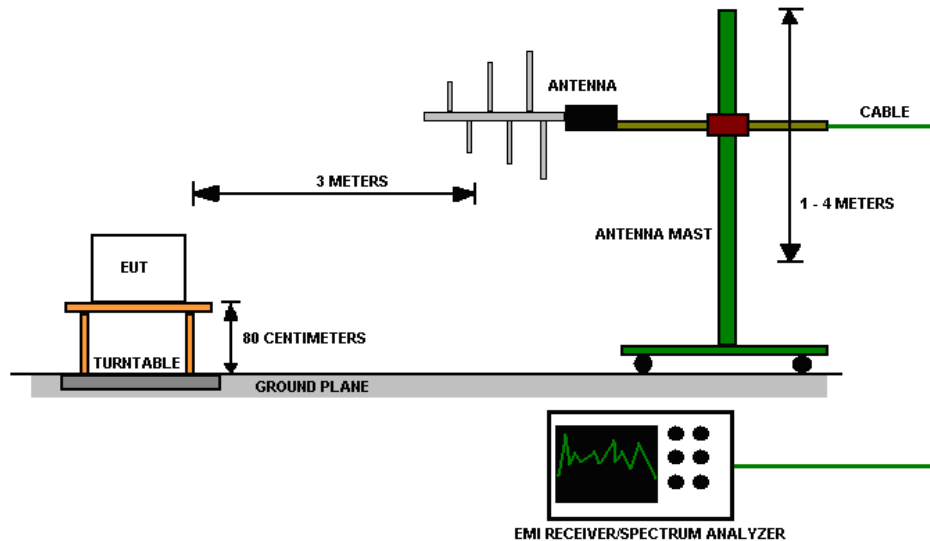 ANTENNA
CABLE
3 METERS
1 - 4 METERS
ANTENNA MAST
EUT
80 CENTIMETERS
TURNTABLE
GROUND PLANE
EMI RECEIVER/SPECTRUM ANALYZER